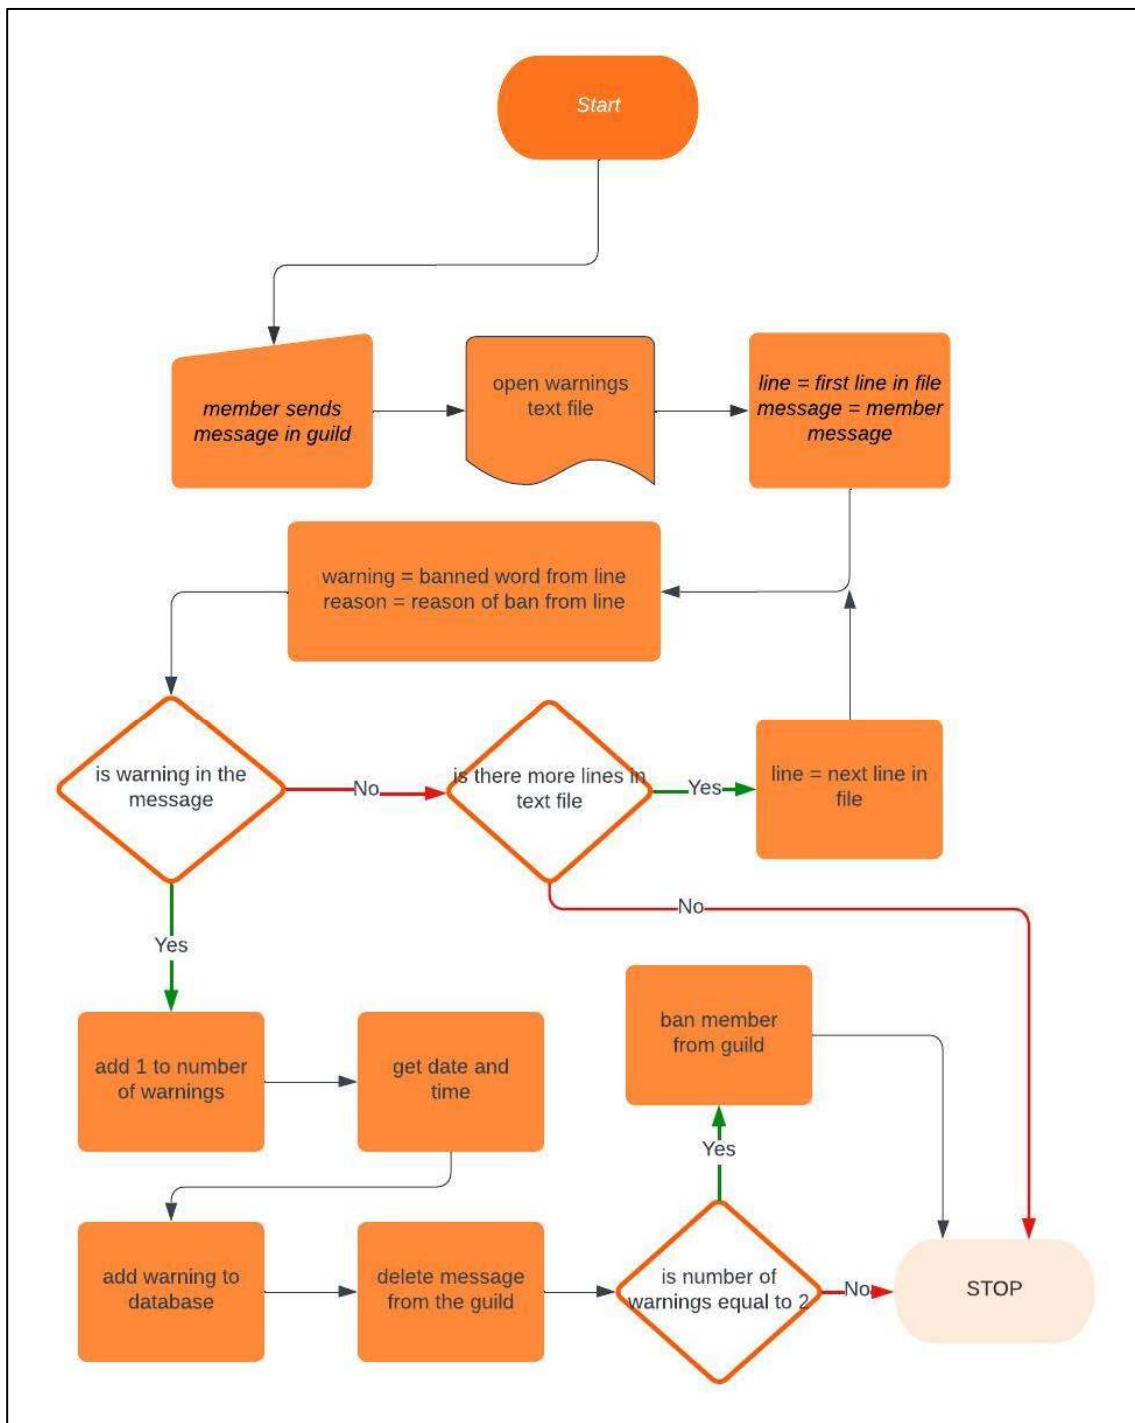 Start
member sends
message in guild
open warnings
text file
line = first line in file
message = member
message
warning = banned word from line
reason = reason of ban from line
is warning in the
message
No
is there more lines in
text file
Yes
line = next line in
file
No
Yes
add 1 to number
of warnings
get date and
time
ban member
from guild
Yes
add warning to
database
delete message
from the guild
is number of
warnings equal to 2
No
STOP